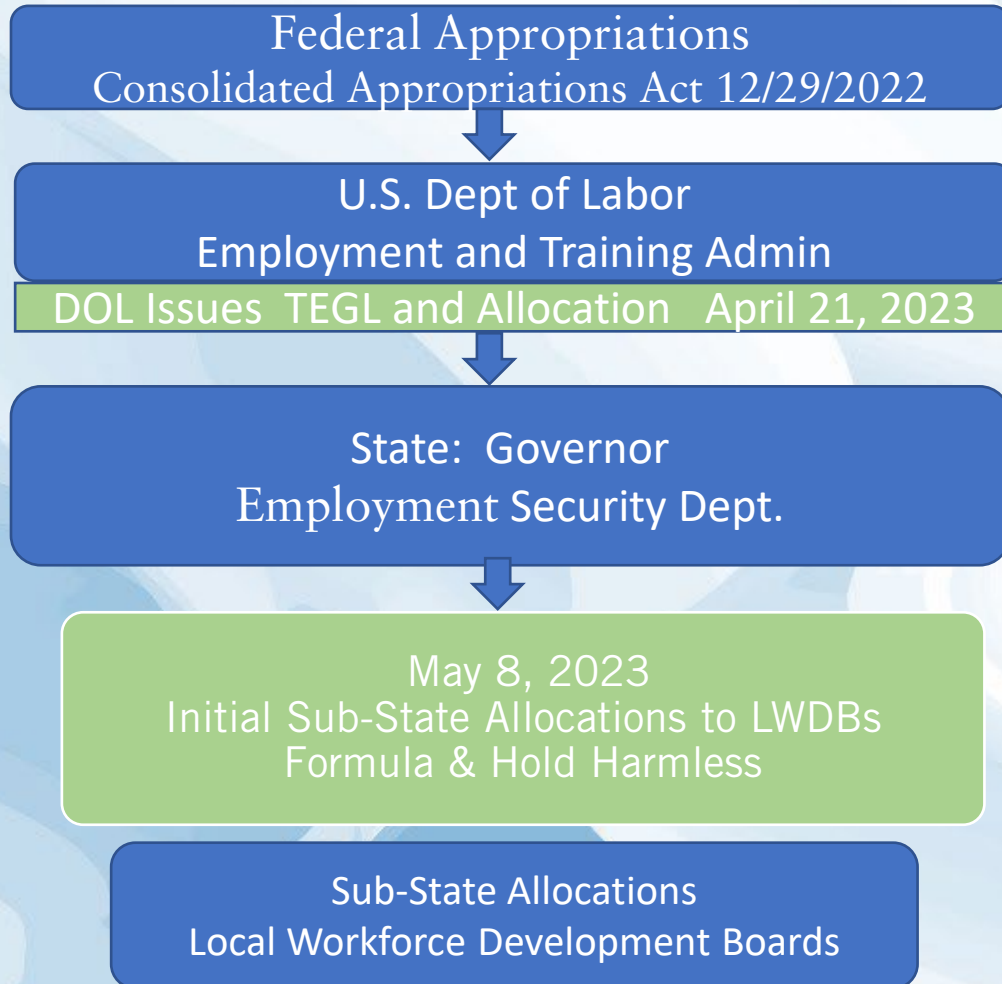 Federal Appropriations
Consolidated Appropriations Act 12/29/2022
U.S. Dept of Labor
Employment and Training Admin
DOL Issues TEGL and Allocation April 21, 2023
State: Governor
Employment Security Dept.
May 8, 2023
Initial Sub-State Allocations to LWDBs
Formula & Hold Harmless
Sub-State Allocations
Local Workforce Development Boards